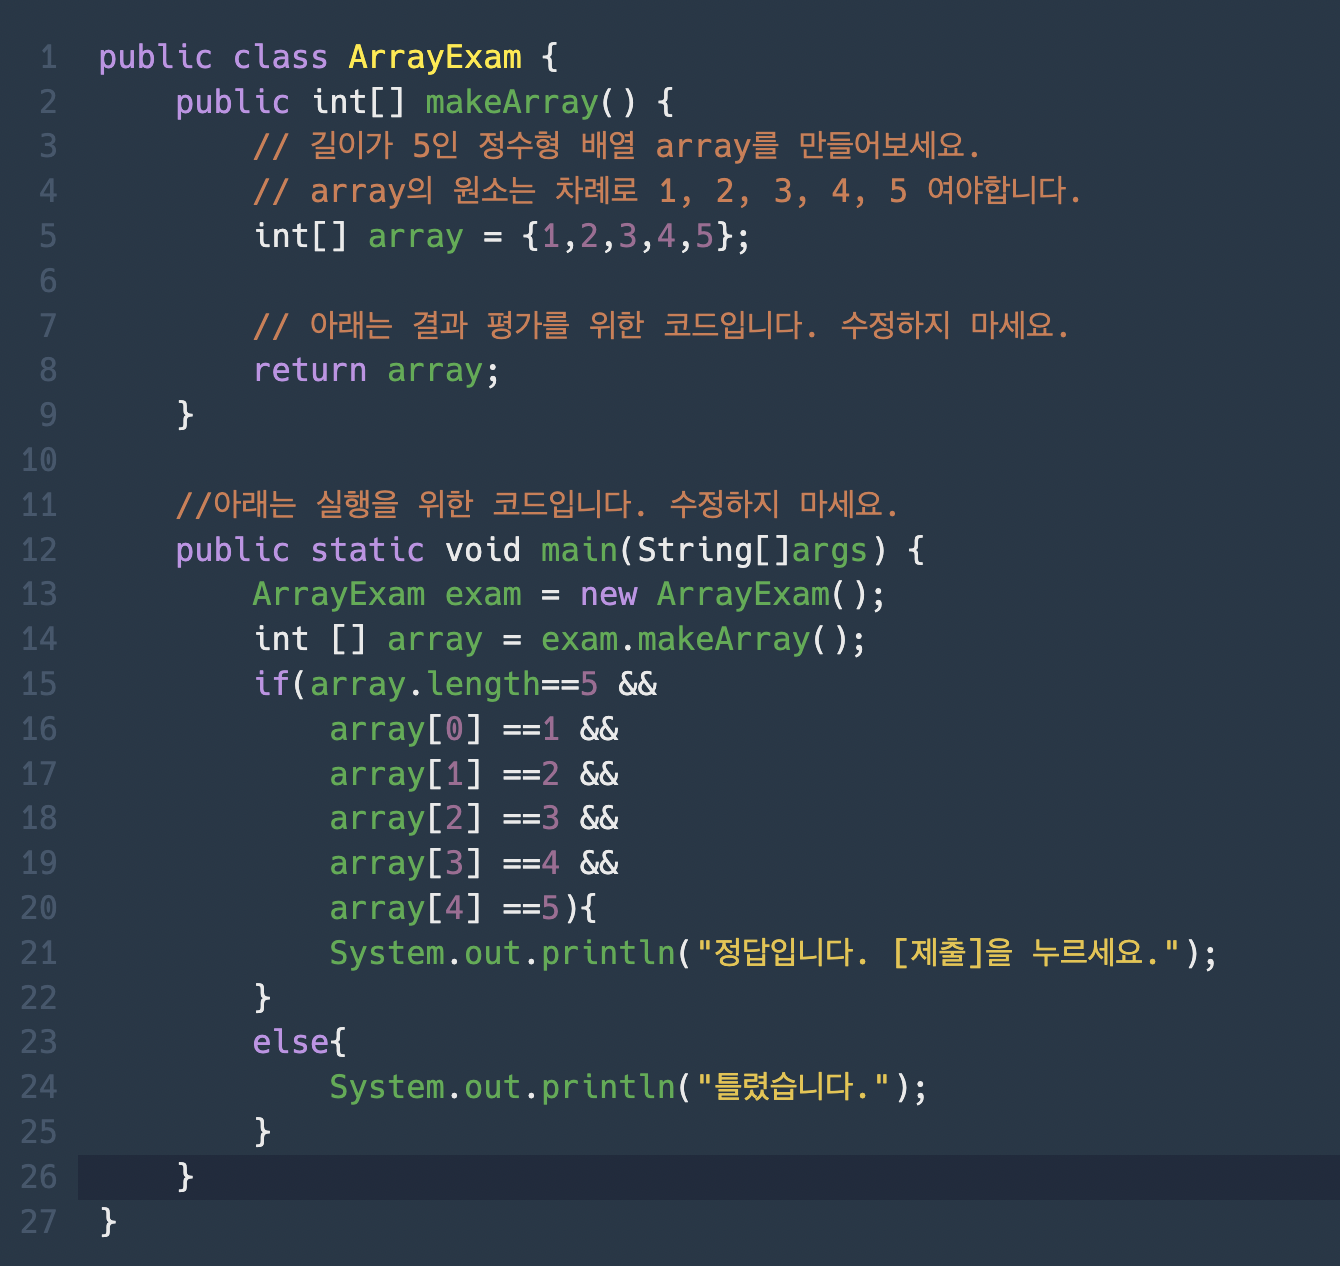 1 public class ArrayExam {
2 public int[] makeArray() {
3 // 길이가 5인 정수형 배열 array를 만들어보세요.
4 // array의 원소는 차례로 1, 2, 3, 4, 5 여야합니다.
5 int[] array = {1,2,3,4,5};
6
7 // 아래는 결과 평가를 위한 코드입니다. 수정하지 마세요.
8 return array;
9 }
10
11 //아래는 실행을 위한 코드입니다. 수정하지 마세요.
12 public static void main(String[]args) {
13 ArrayExam exam = new ArrayExam();
14 int [] array = exam.makeArray();
15 if(array.length==5 &&
16 array[0] ==1 &&
17 array[1] ==2 &&
18 array[2] ==3 &&
19 array[3] ==4 &&
20 array[4] ==5){
21 System.out.println("정답입니다. [제출]을 누르세요.");
22 }
23 else{
24 System.out.println("틀렸습니다.");
25 }
26 }
27 }